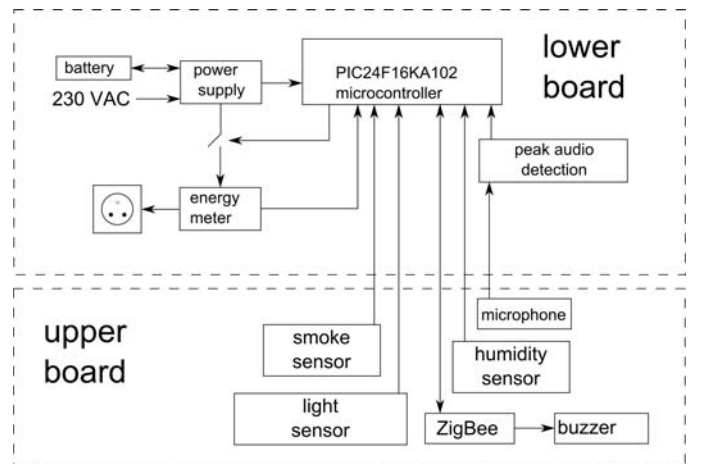 lower
board
battery
power
supply
230 VAC
PIC24F16KA102
microcontroller
peak audio
detection
energy
meter
upper
board
microphone
smoke
sensor
humidity
sensor
light
sensor
ZigBee
buzzer